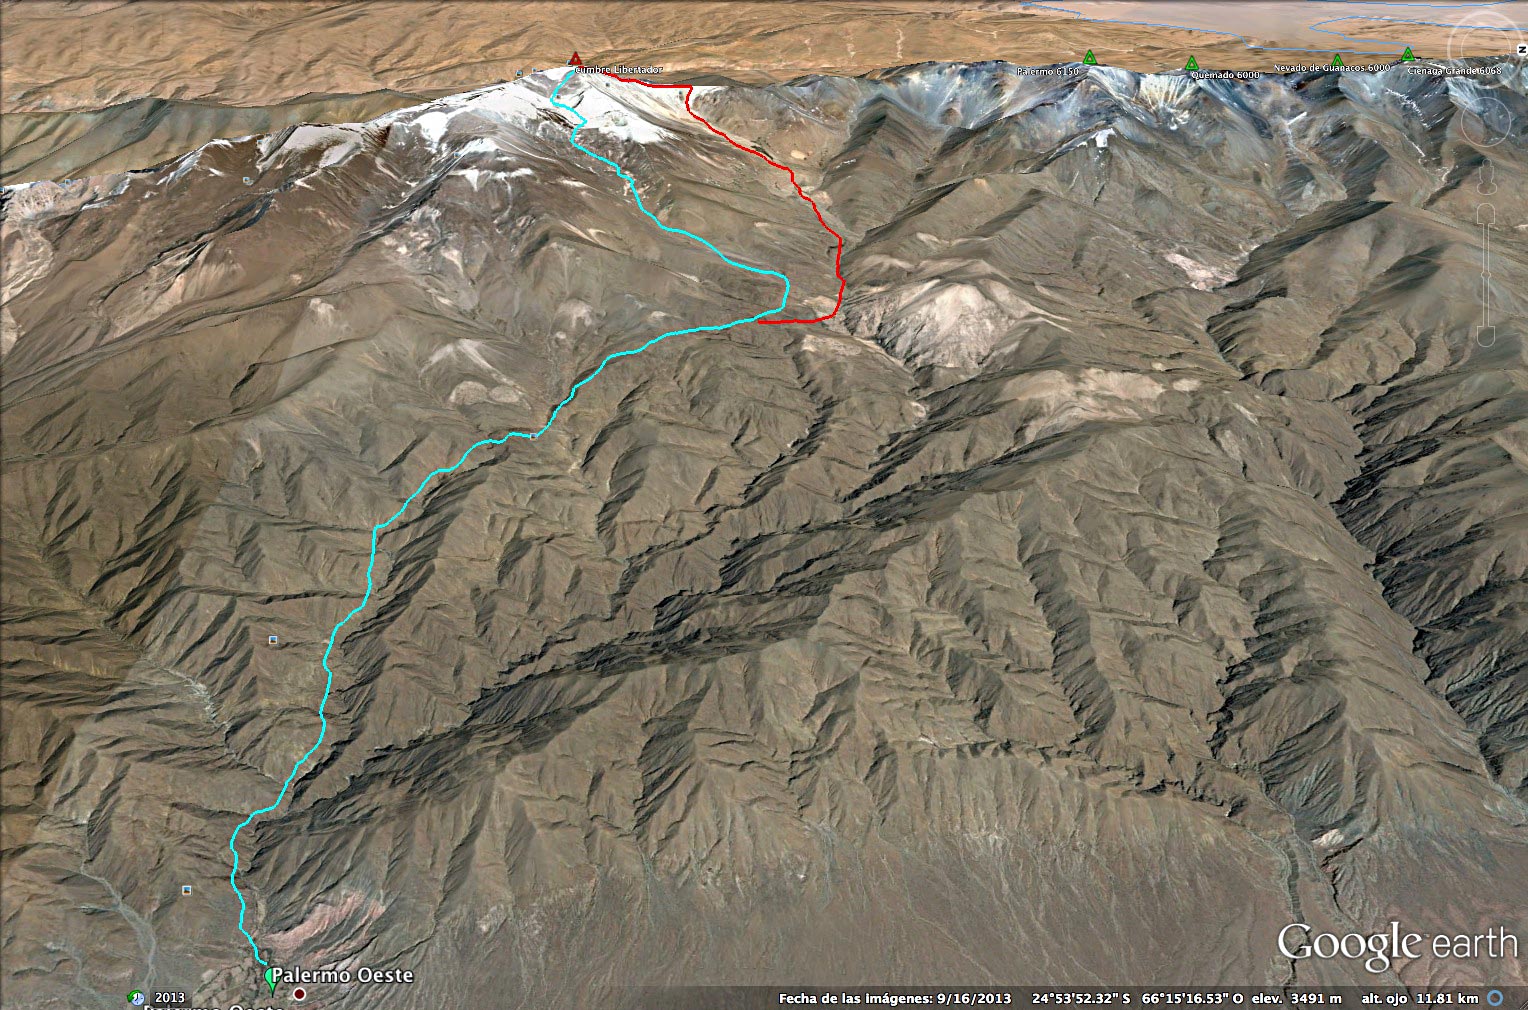 cumbre Libertador
Palermo 6150
Quemado 6000
Nevado de Guanacos 6000
Cienaga Grande 6068
N
Google earth
Palermo Oeste
2013
Palermo Oeste
Fecha de las imágenes: 9/16/2013 24°53'52.32" S 66°15'16.53" O elev. 3491 m alt. ojo 11.81 km